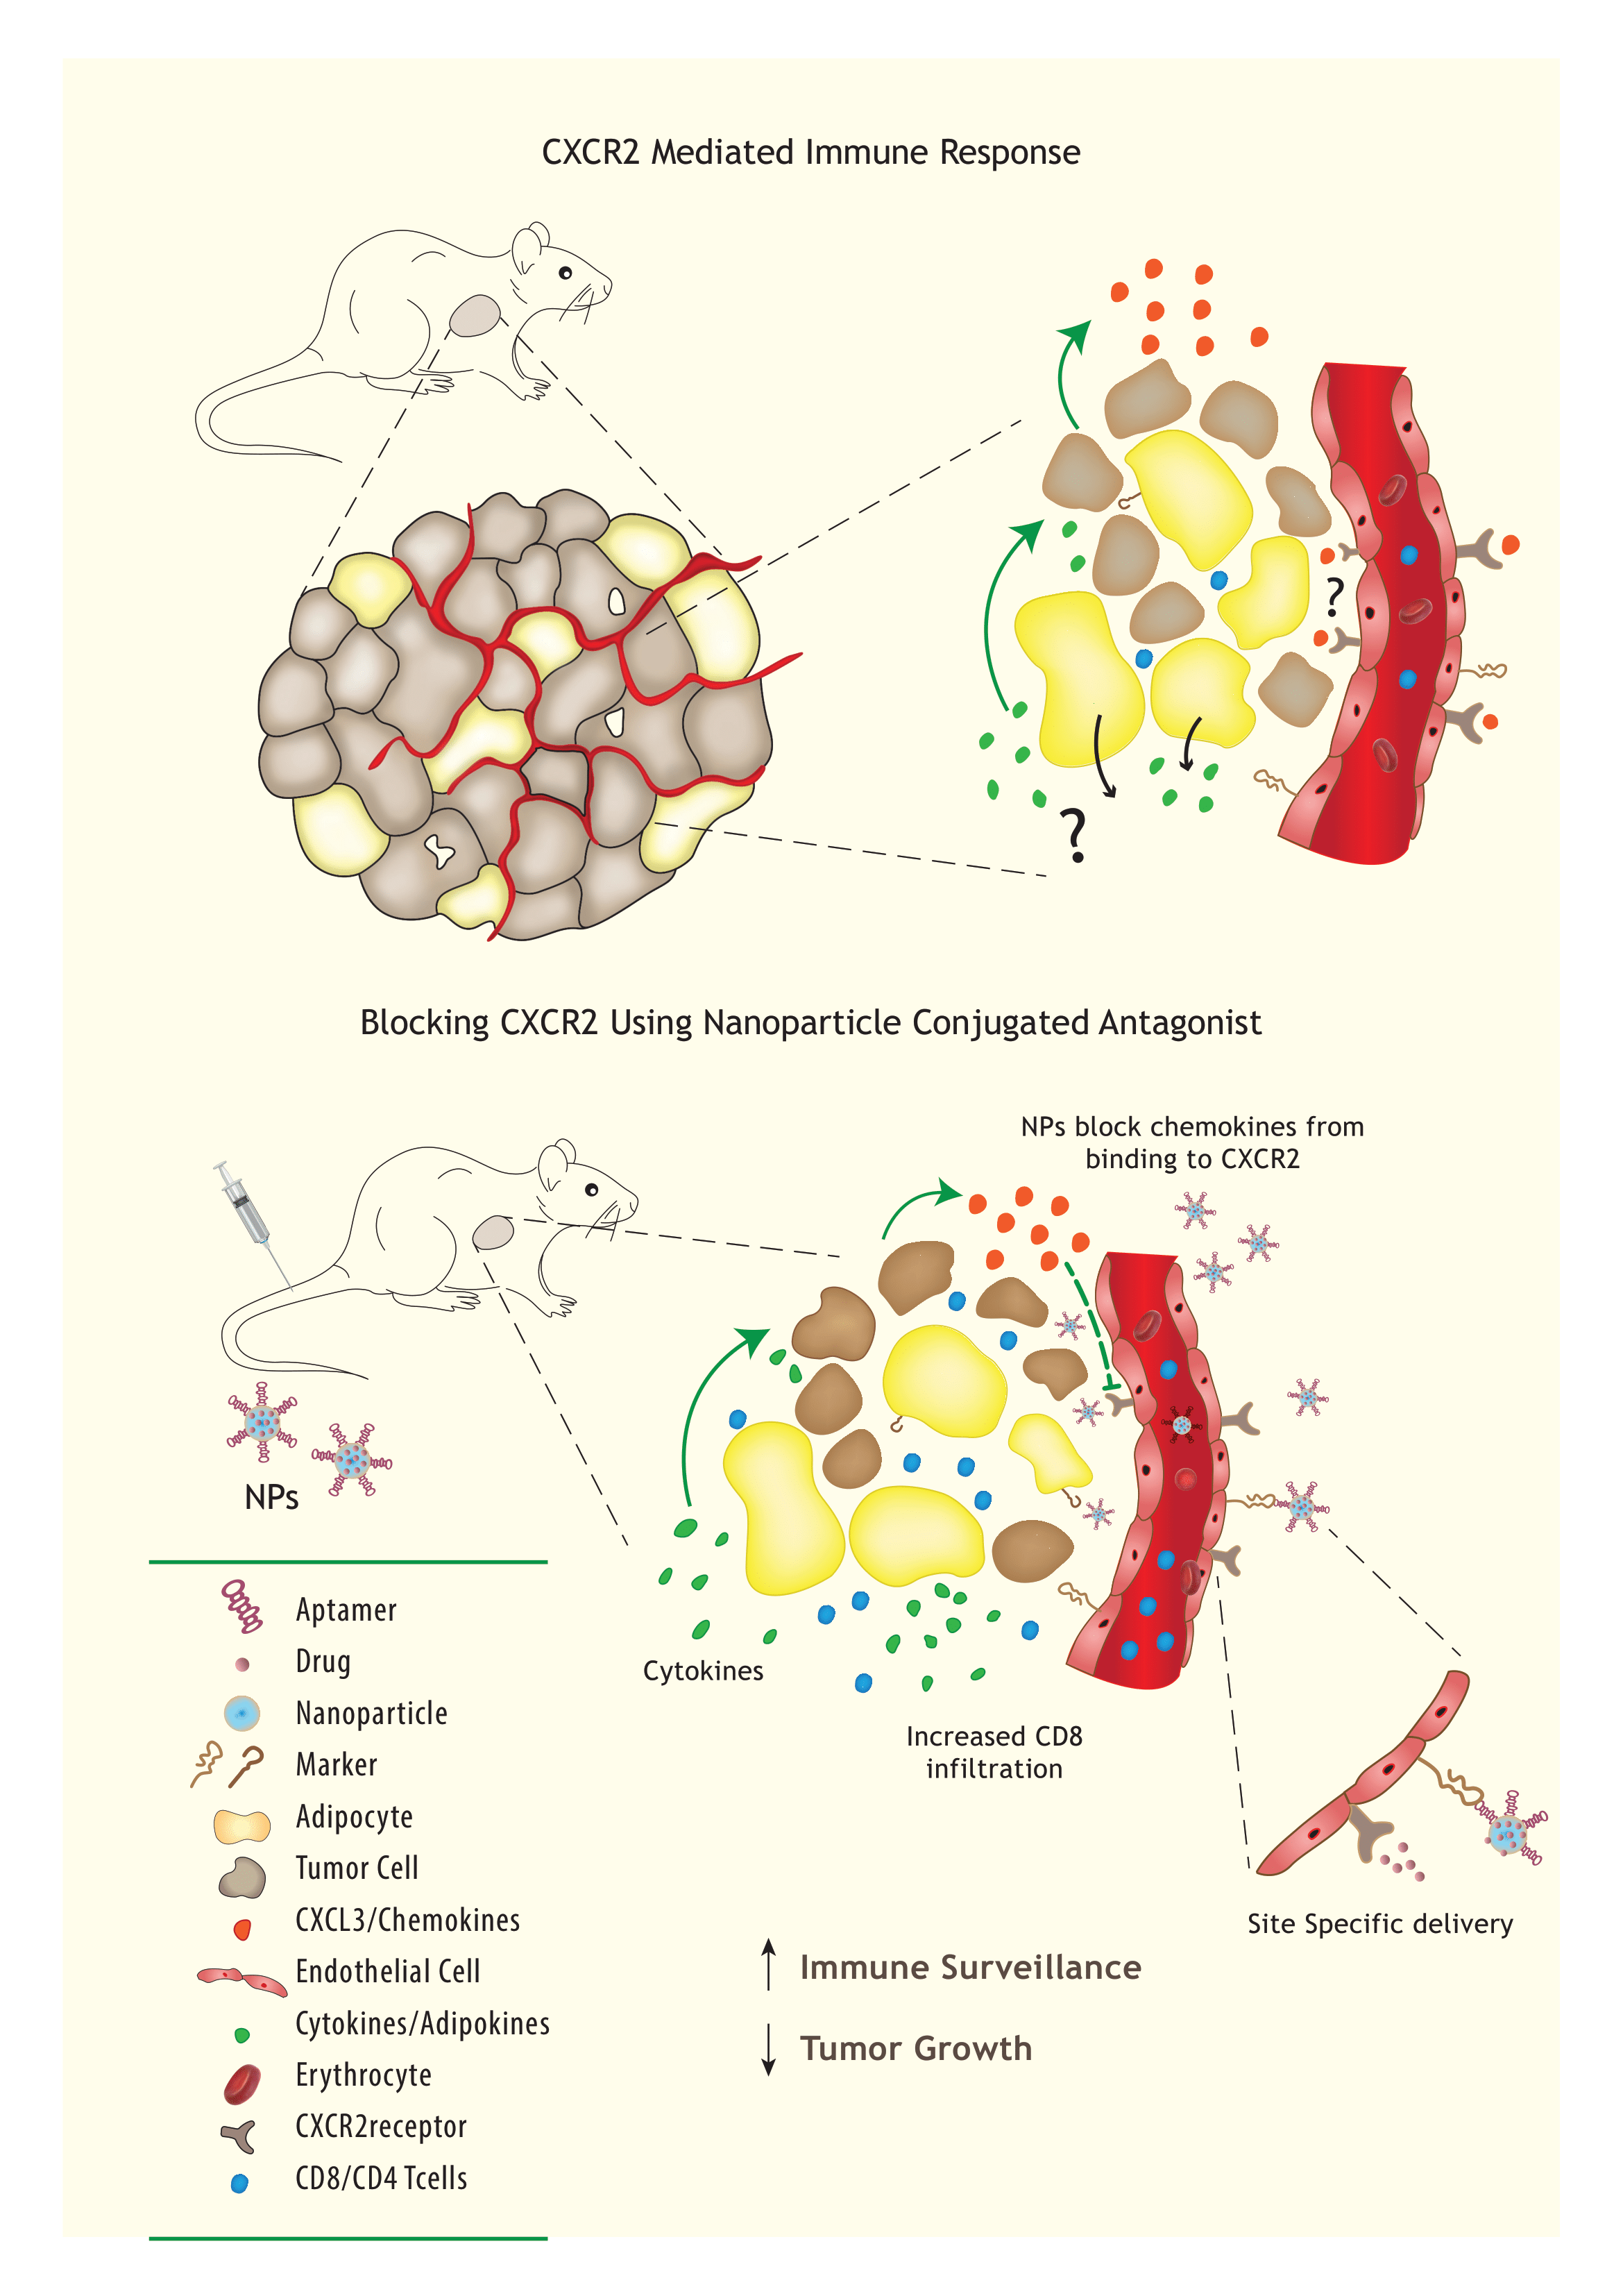 CXCR2 Mediated Immune Response
?
?
Blocking CXCR2 Using Nanoparticle Conjugated Antagonist
NPs block chemokines from
binding to CXCR2
NPs
Cytokines
Increased CD8
infiltration
Site Specific delivery
Aptamer
Drug
Nanoparticle
Marker
Adipocyte
Tumor Cell
CXCL3/Chemokines
Endothelial Cell
Cytokines/Adipokines
Erythrocyte
CXCR2receptor
CD8/CD4 Tcells
Immune Surveillance
Tumor Growth